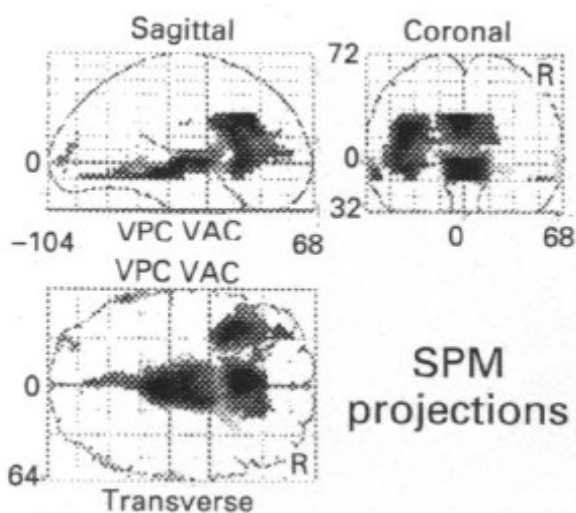 Sagittal
Coronal
72
R
0
0
32
-104
VPC VAC
68
0
68
VPC VAC
0
SPM
projections
64
R
Transverse